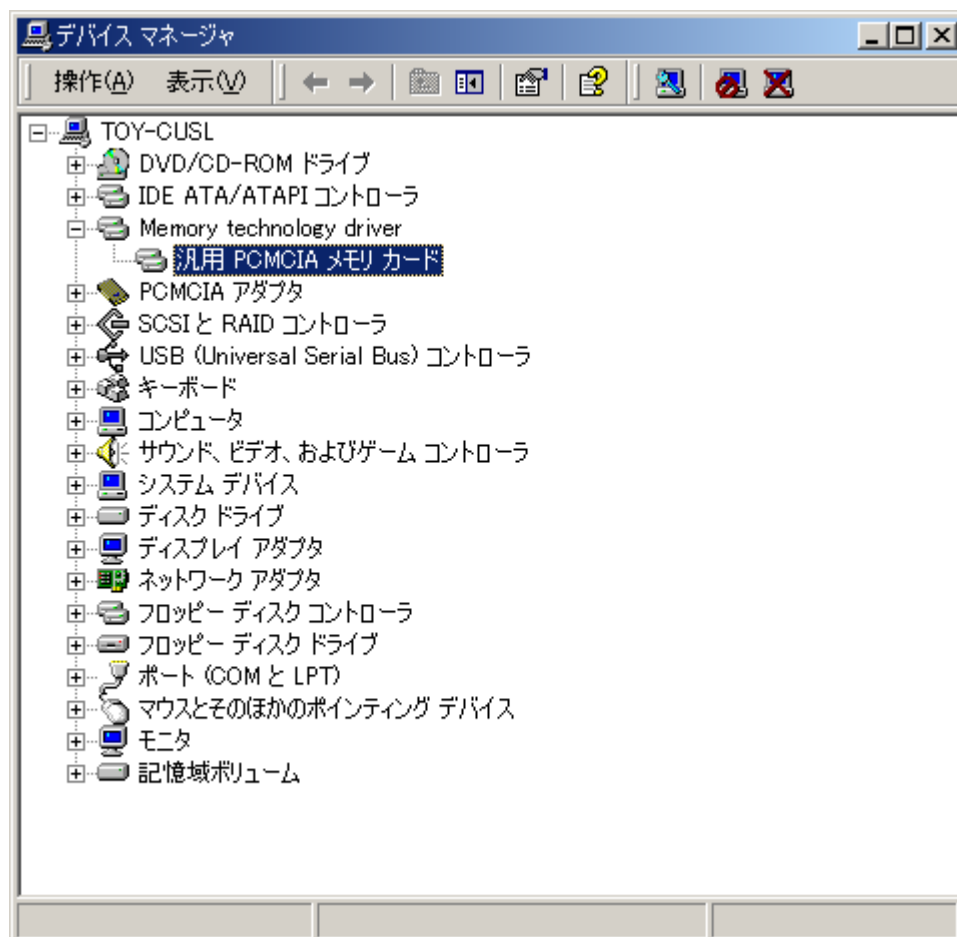 デバイス マネージャ
操作(A) 表示(V)
TOY-CUSL
DVD/CD-ROM ドライブ
IDE ATA/ATAPI コントローラ
Memory technology driver
汎用 PCMCIA メモリ カード
PCMCIA アダプタ
SCSI と RAID コントローラ
USB (Universal Serial Bus) コントローラ
キーボード
コンピュータ
サウンド、ビデオ、およびゲーム コントローラ
システム デバイス
ディスク ドライブ
ディスプレイ アダプタ
ネットワーク アダプタ
フロッピー ディスク コントローラ
フロッピー ディスク ドライブ
ポート (COM と LPT)
マウスとそのほかのポインティング デバイス
モニタ
記憶域ボリューム